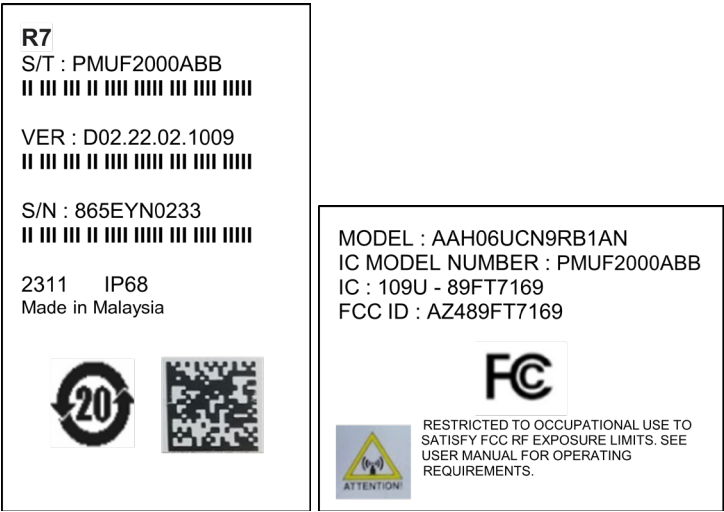 R7
S/T : PMUF2000ABB
VER : D02.22.02.1009
S/N : 865EYN0233
2311 IP68
Made in Malaysia
20
MODEL : AAH06UCN9RB1AN
IC MODEL NUMBER : PMUF2000ABB
IC : 109U - 89FT7169
FCC ID : AZ489FT7169
FC
RESTRICTED TO OCCUPATIONAL USE TO
SATISFY FCC RF EXPOSURE LIMITS. SEE
USER MANUAL FOR OPERATING
REQUIREMENTS.
ATTENTION!